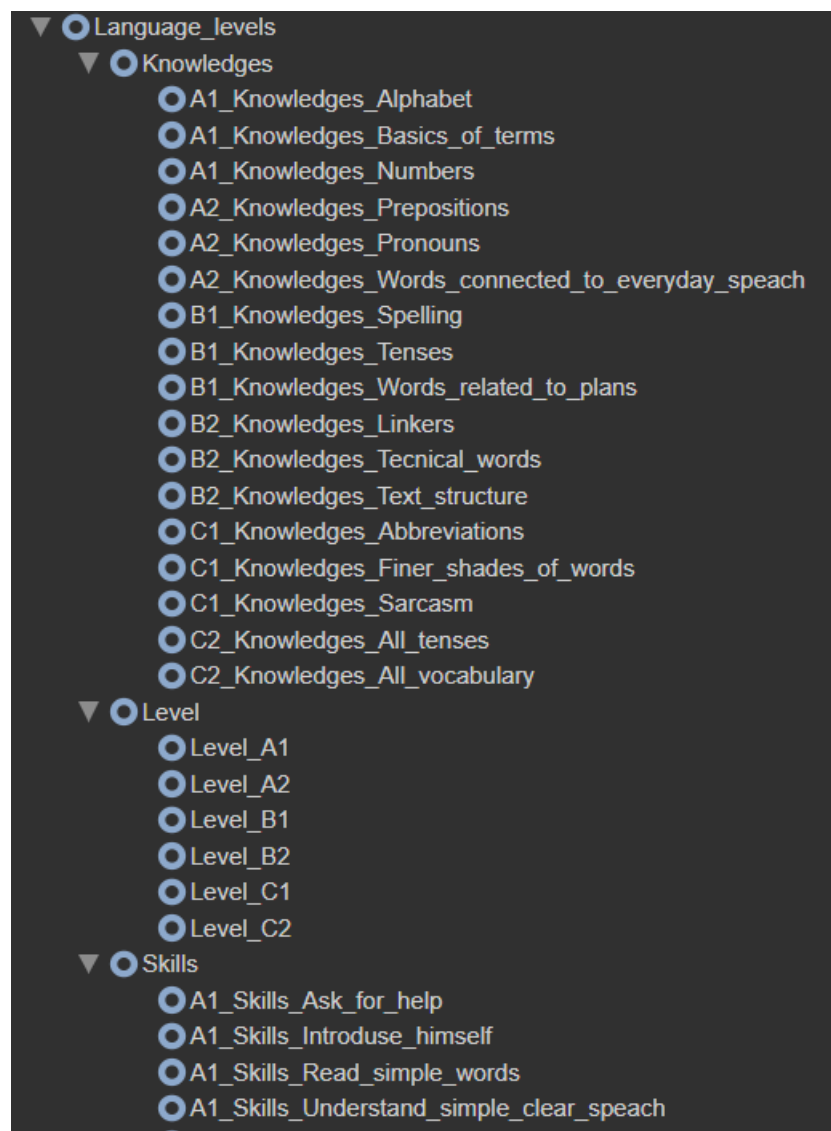 Language_levels
Knowledges
A1_Knowledges_Alphabet
A1_Knowledges_Basics_of_terms
A1_Knowledges_Numbers
A2_Knowledges_Prepositions
A2_Knowledges_Pronouns
A2_Knowledges_Words_connected_to_everyday_speach
B1_Knowledges_Spelling
B1_Knowledges_Tenses
B1_Knowledges_Words_related_to_plans
B2_Knowledges_Linkers
B2_Knowledges_Tecnical_words
B2_Knowledges_Text_structure
C1_Knowledges_Abbreviations
C1_Knowledges_Finer_shades_of_words
C1_Knowledges_Sarcasm
C2_Knowledges_All_tenses
C2_Knowledges_All_vocabulary
Level
Level_A1
Level_A2
Level_B1
Level_B2
Level_C1
Level_C2
Skills
A1_Skills_Ask_for_help
A1_Skills_Introduse_himself
A1_Skills_Read_simple_words
A1_Skills_Understand_simple_clear_speach